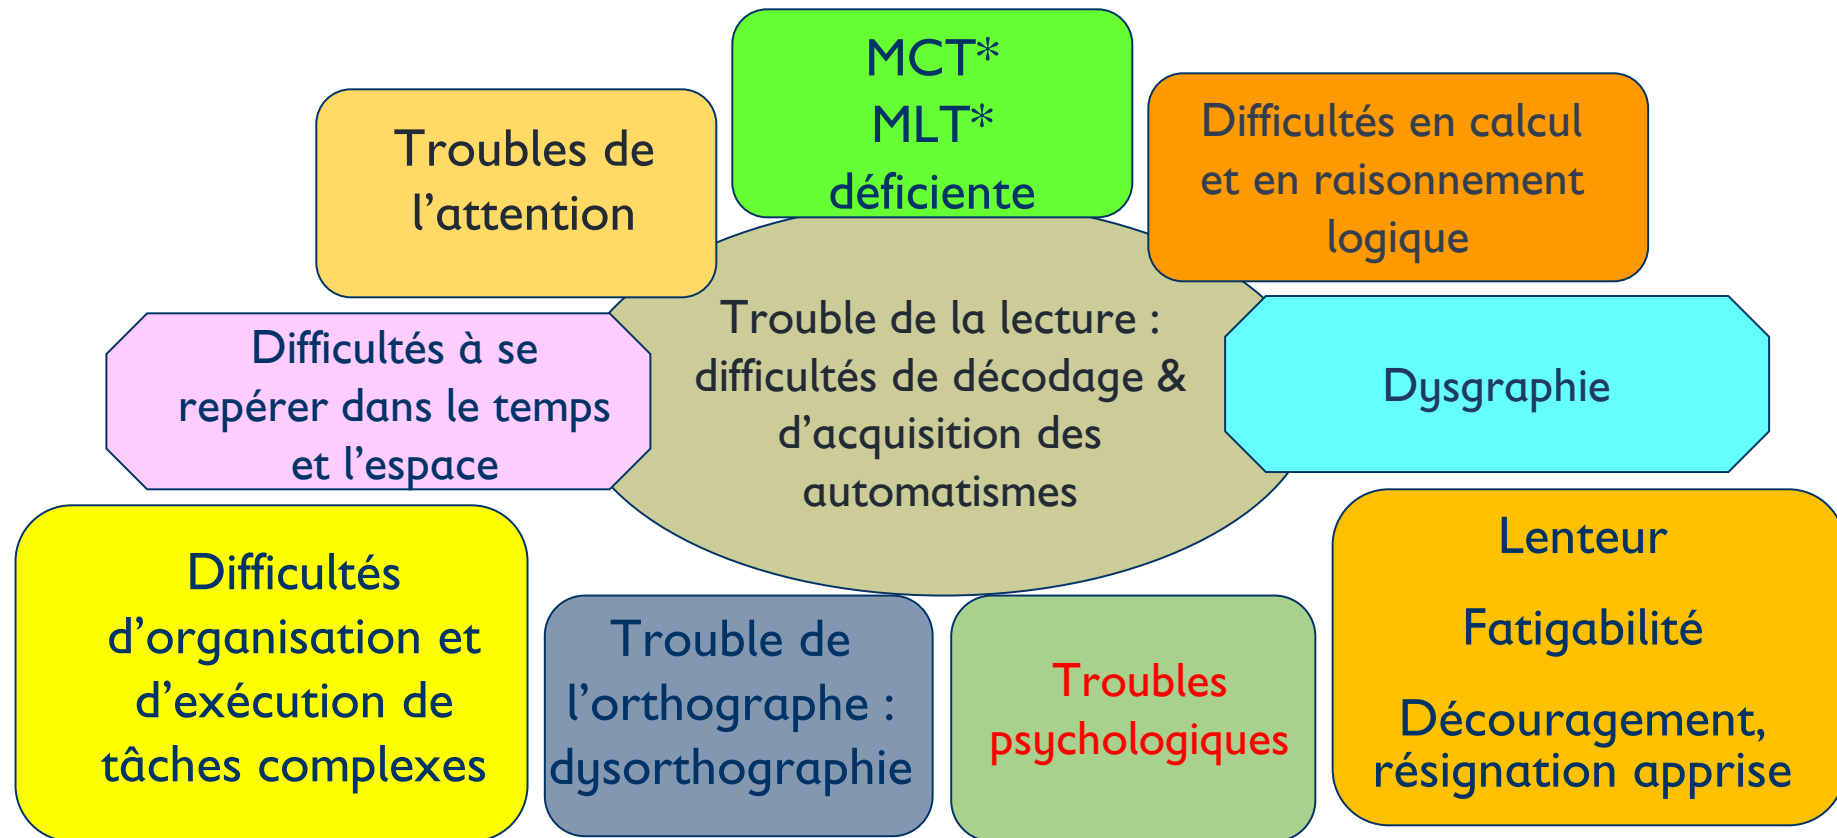 MCT*
MLT*
déficiente
Troubles de
l’attention
Difficultés en calcul
et en raisonnement
logique
Trouble de la lecture :
difficultés de décodage &
d’acquisition des
automatismes
Difficultés à se
repérer dans le temps
et l’espace
Dysgraphie
Difficultés
d’organisation et
d’exécution de
tâches complexes
Trouble de
l’orthographe :
dysorthographie
Troubles
psychologiques
Lenteur
Fatigabilité
Découragement,
résignation apprise